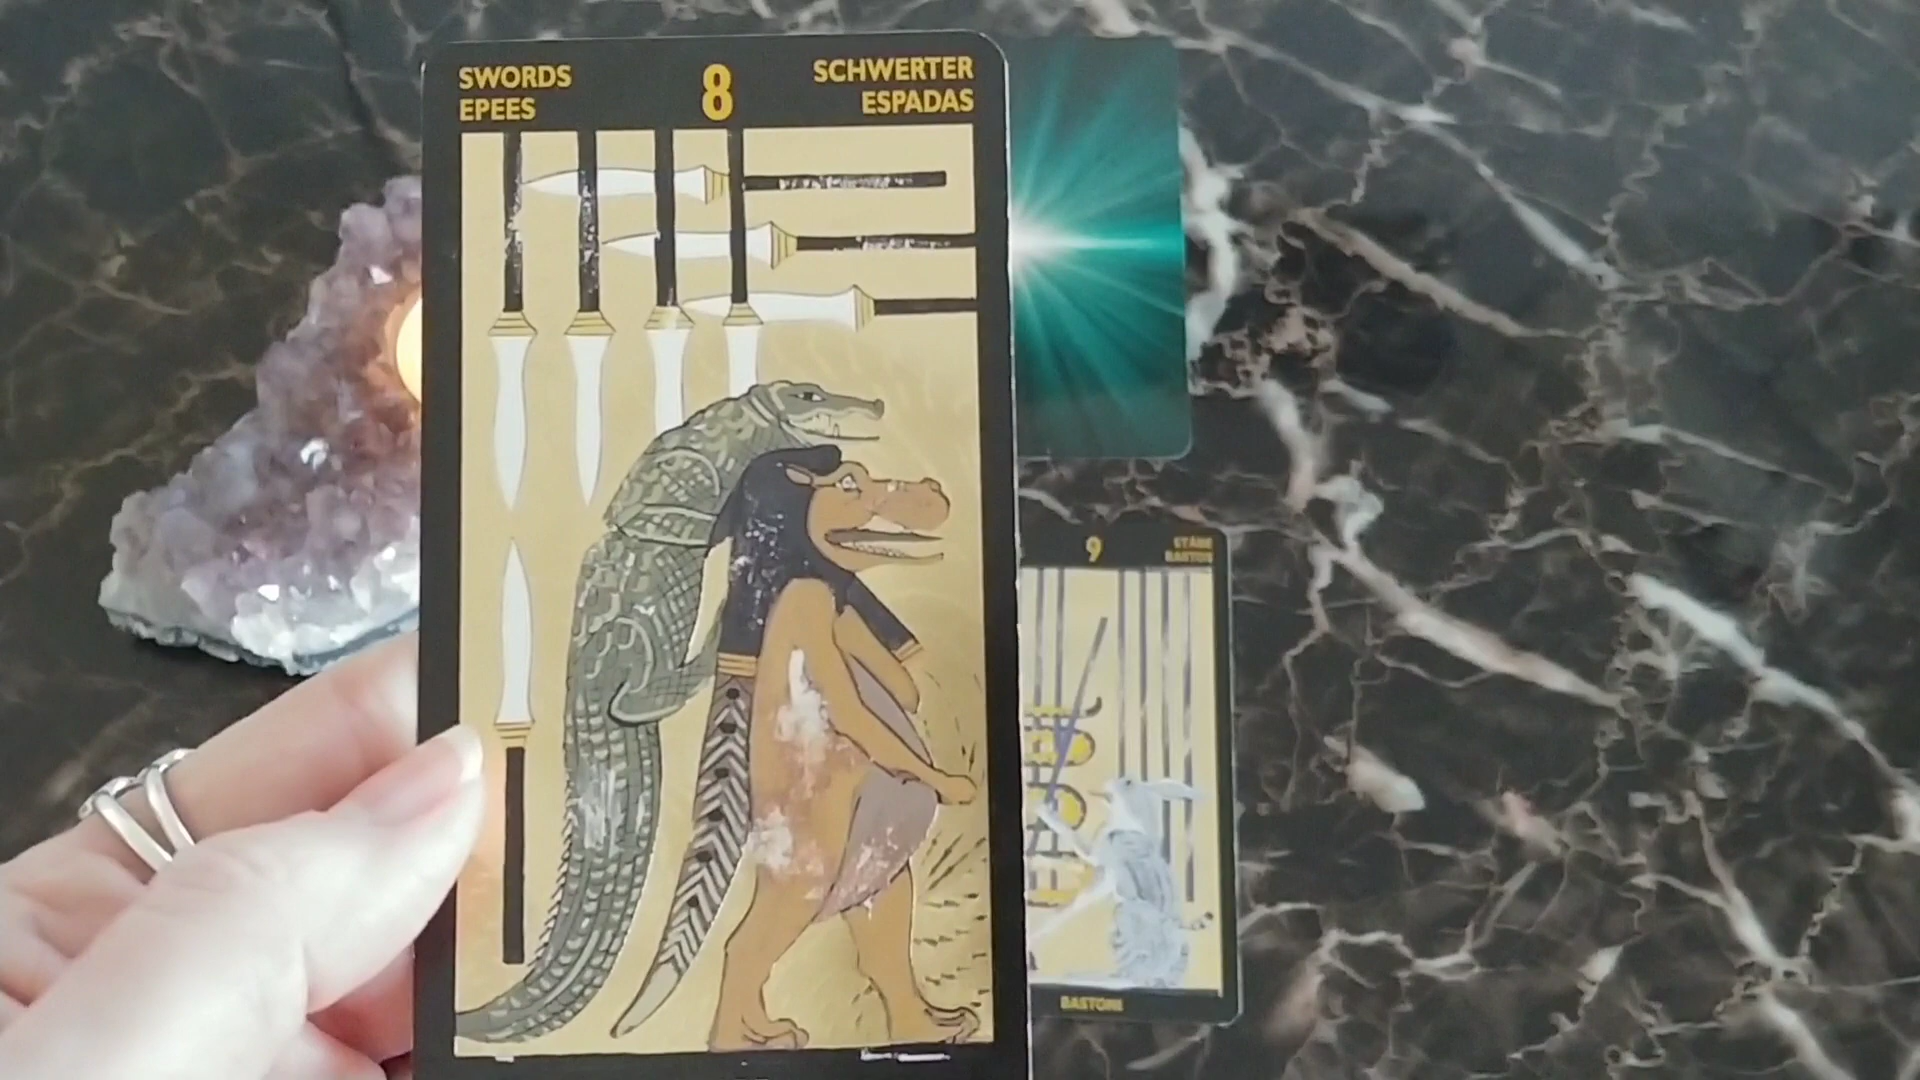 SWORDS
EPEES
8
SCHWERTER
ESPADAS
9
STÄBE
BASTOS
BASTONI